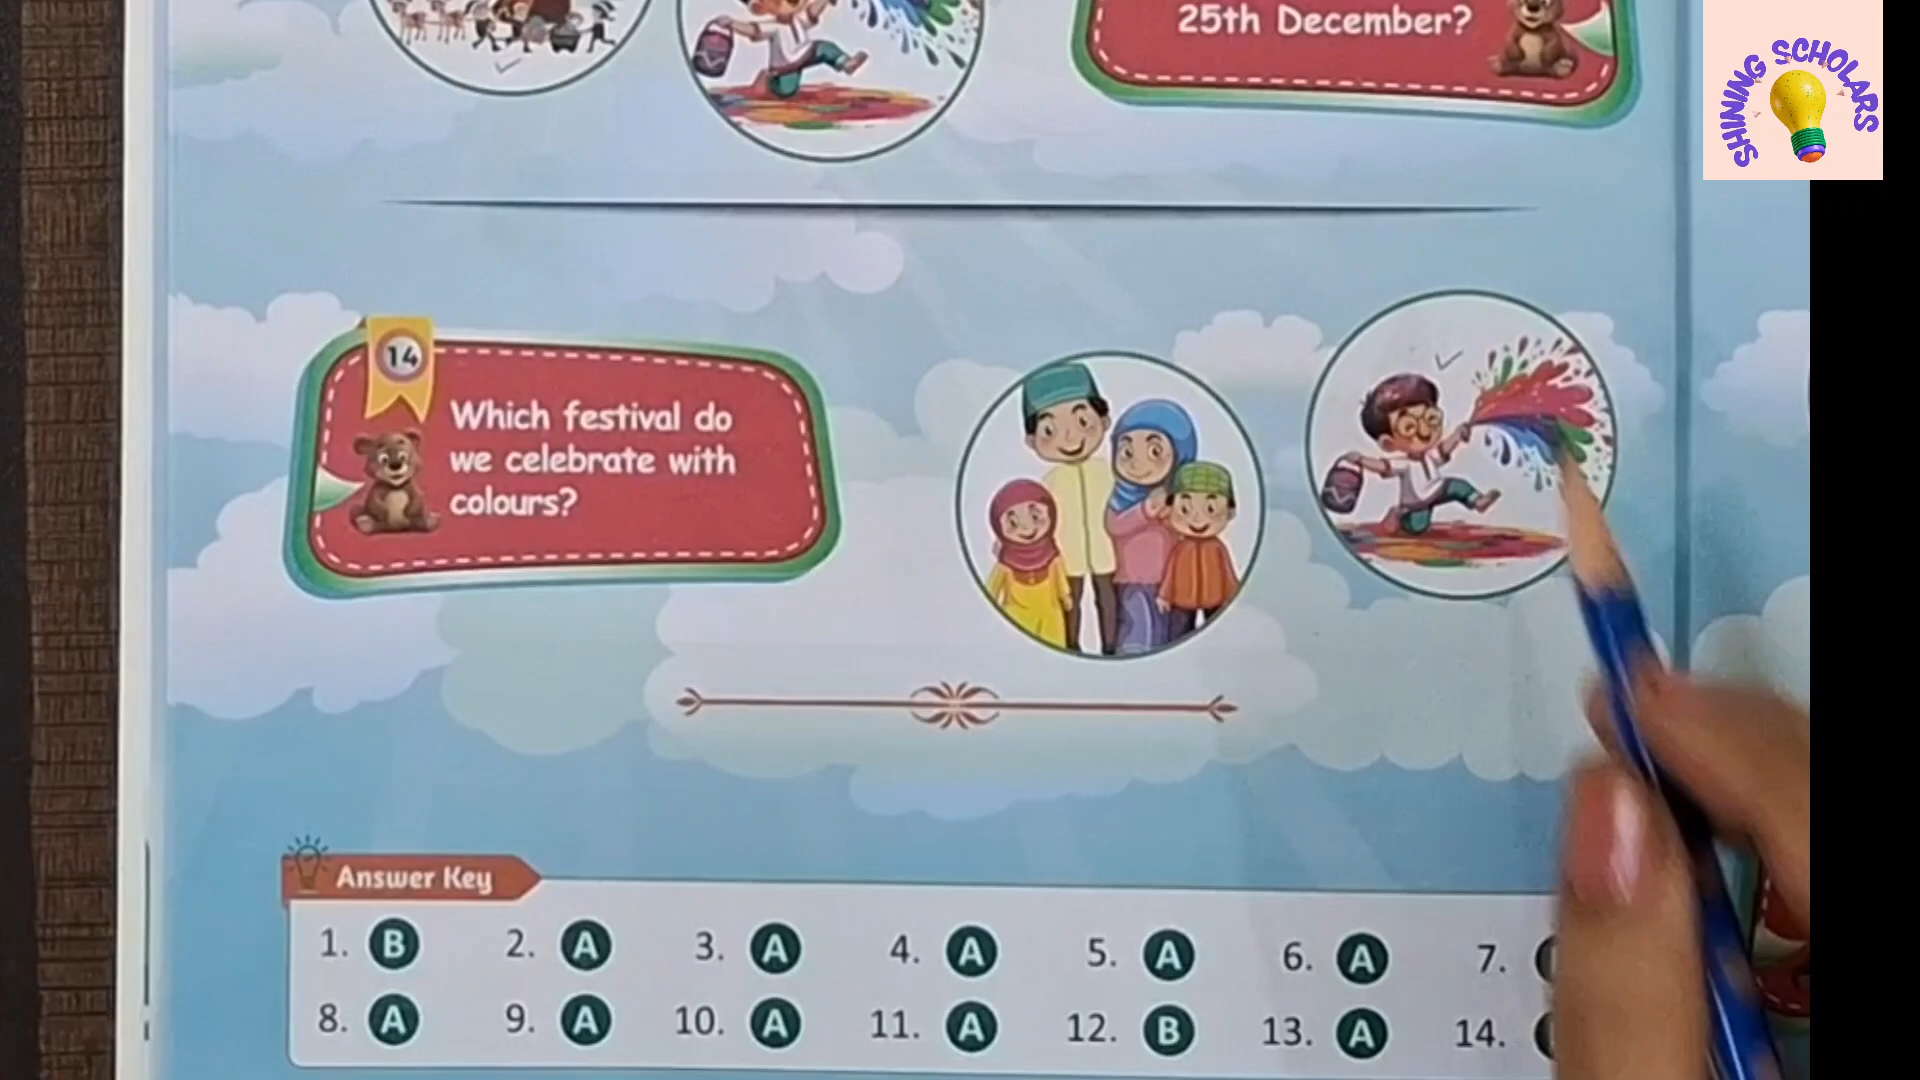 25th December?
SHINING SCHOLARS
14
Which festival do
we celebrate with
colours?
Answer Key
1. B 2. A 3. A 4. A 5. A 6. A 7.
8. A 9. A 10. A 11. A 12. B 13. A 14.